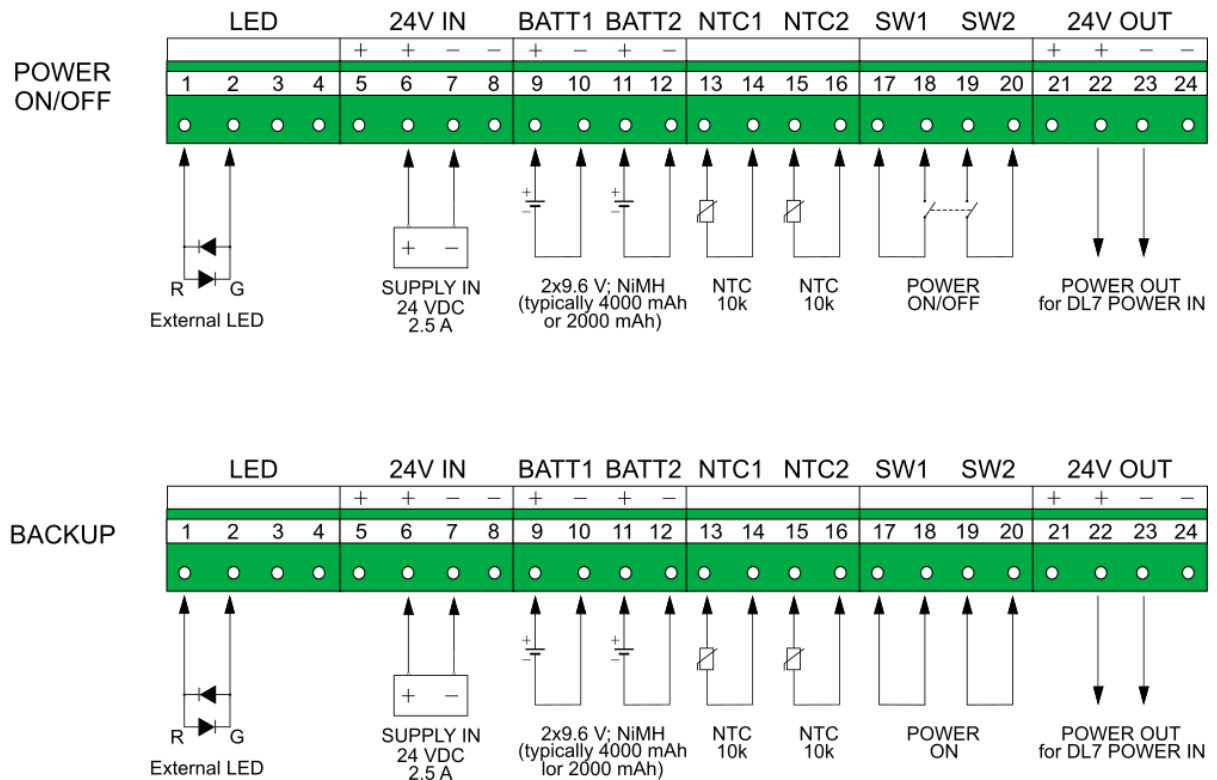 LED 24V IN BATT1 BATT2 NTC1 NTC2 SW1 SW2 24V OUT
+ + − − + − + − + + − −
POWER
ON/OFF
1 2 3 4 5 6 7 8 9 10 11 12 13 14 15 16 17 18 19 20 21 22 23 24
+ +
− −
+ −
R G
External LED
SUPPLY IN
24 VDC
2.5 A
2x9.6 V; NiMH
(typically 4000 mAh
or 2000 mAh)
NTC
10k
NTC
10k
POWER
ON/OFF
POWER OUT
for DL7 POWER IN
LED 24V IN BATT1 BATT2 NTC1 NTC2 SW1 SW2 24V OUT
+ + − − + − + − + + − −
BACKUP
1 2 3 4 5 6 7 8 9 10 11 12 13 14 15 16 17 18 19 20 21 22 23 24
+ +
− −
+ −
R G
External LED
SUPPLY IN
24 VDC
2.5 A
2x9.6 V; NiMH
(typically 4000 mAh
lor 2000 mAh)
NTC
10k
NTC
10k
POWER
ON
POWER OUT
for DL7 POWER IN